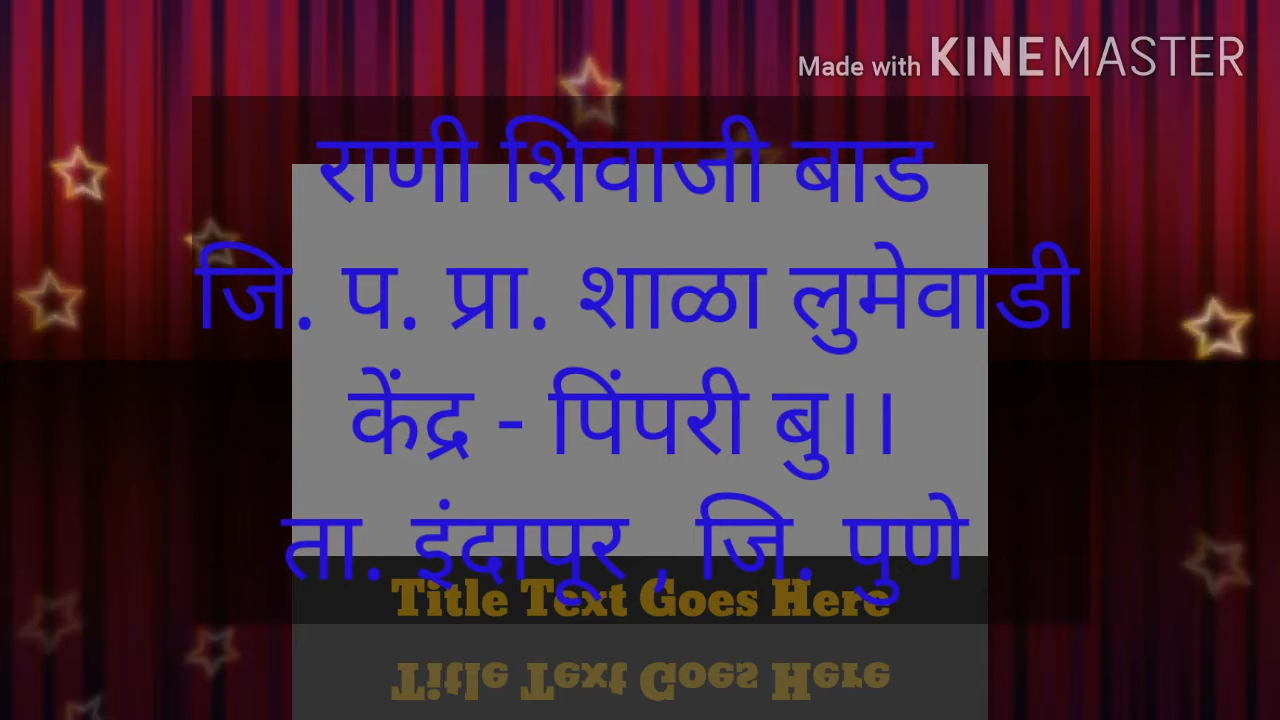 Made with KINEMASTER
राणी शिवाजी बाड
जि. प. प्रा. शाळा लुमेवाडी
केंद्र - पिंपरी बु।।
ता. इंदापूर , जि. पुणे
Title Text Goes Here
Title Text Goes Here